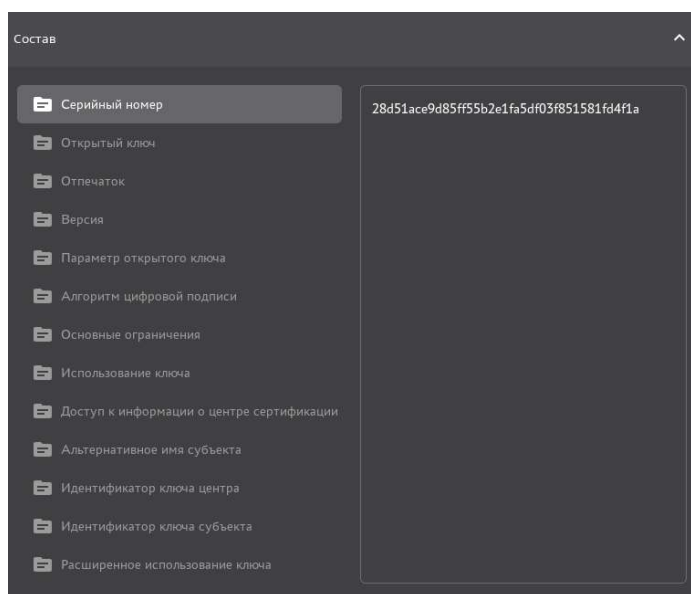 Состав
Серийный номер
28d51ace9d85ff55b2e1fa5df03f851581fd4f1a
Открытый ключ
Отпечаток
Версия
Параметр открытого ключа
Алгоритм цифровой подписи
Основные ограничения
Использование ключа
Доступ к информации о центре сертификации
Альтернативное имя субъекта
Идентификатор ключа центра
Идентификатор ключа субъекта
Расширенное использование ключа